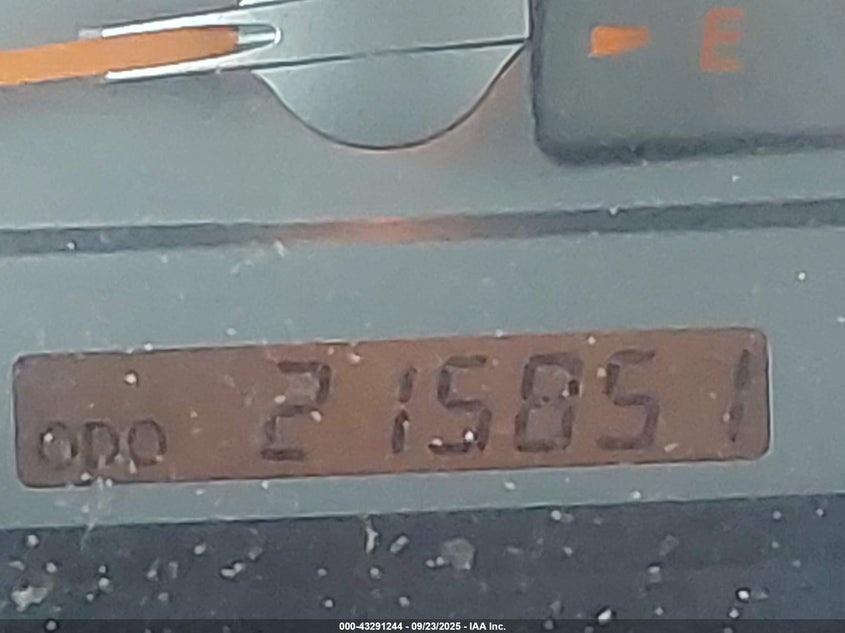 E
ODO 215851
000-43291244 - 09/23/2025 - IAA Inc.